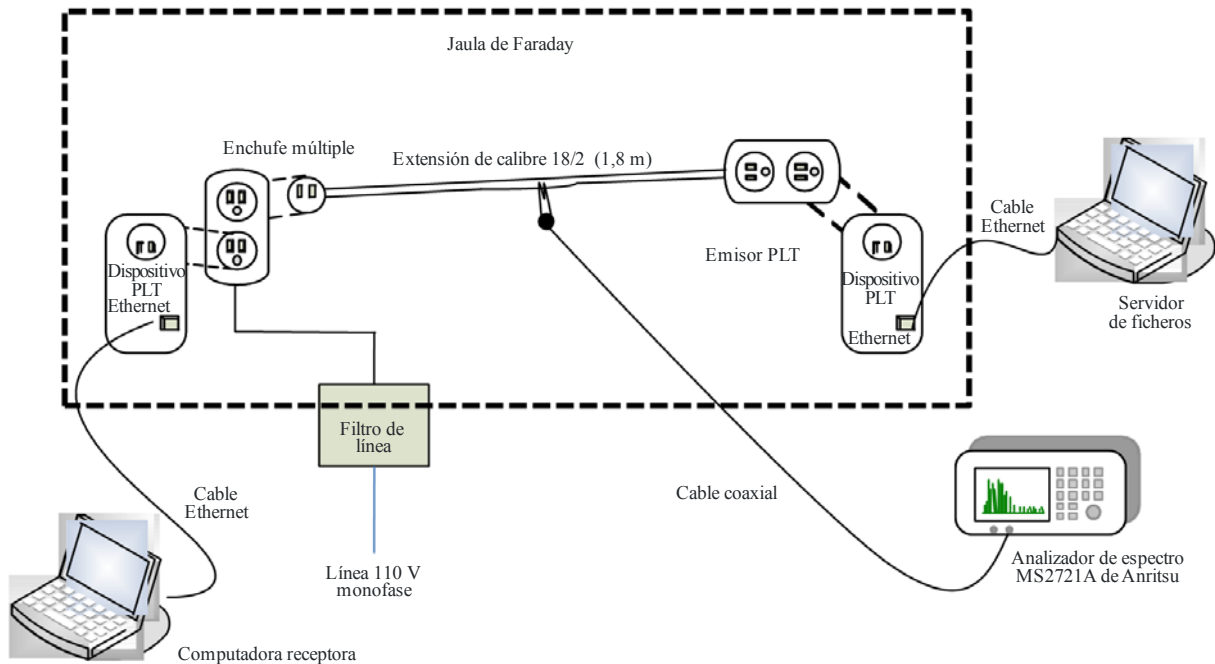 Jaula de Faraday
Enchufe múltiple
Extensión de calibre 18/2 (1,8 m)
Dispositivo
PLT
Ethernet
Emisor PLT
Dispositivo
PLT
Ethernet
Cable
Ethernet
Servidor
de ficheros
Filtro de
línea
Cable
Ethernet
Línea 110 V
monofase
Cable coaxial
Analizador de espectro
MS2721A de Anritsu
Computadora receptora